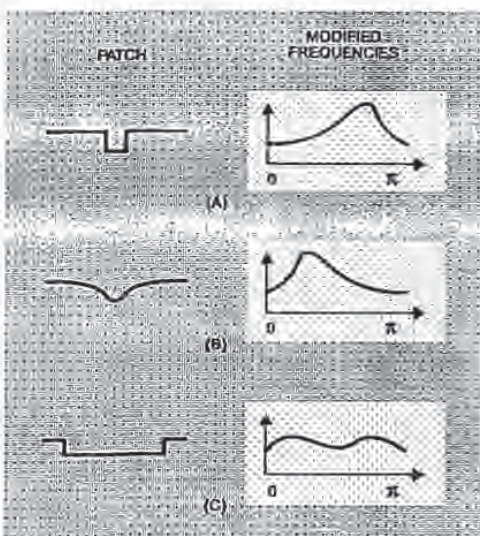 PATCH
MODIFIED
FREQUENCIES
0
π
(A)
0
π
(B)
0
π
(C)